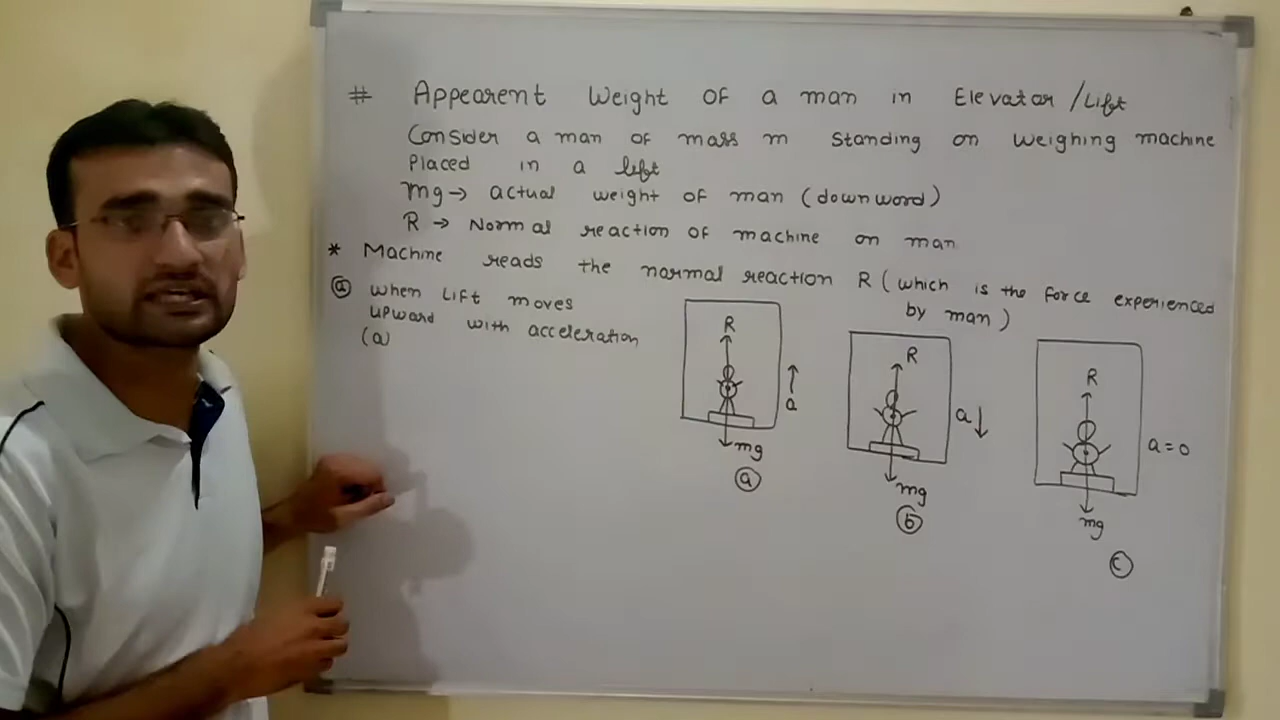 # Appearent Weight of a man in Elevator / Lift
Consider a man of mass m standing on weighing machine
placed in a lift
mg → actual weight of man (downword)
R → Normal reaction of machine on man
* Machine reads the normal reaction R (which is the force experienced
by man)
ⓐ when Lift moves
upward with acceleration
(a)
R
a
mg
ⓐ
R
a
mg
ⓑ
R
a = 0
mg
ⓒ